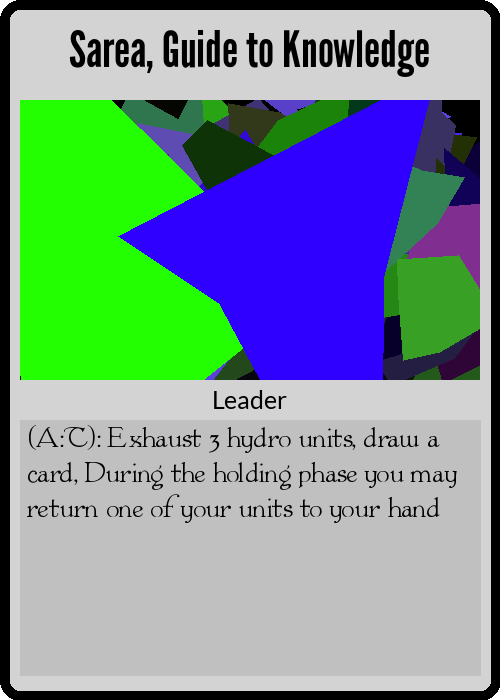 Sarea, Guide to Knowledge
Leader
(A:T): Exhaust 3 hydro units, draw a
card, During the holding phase you may
return one of your units to your hand